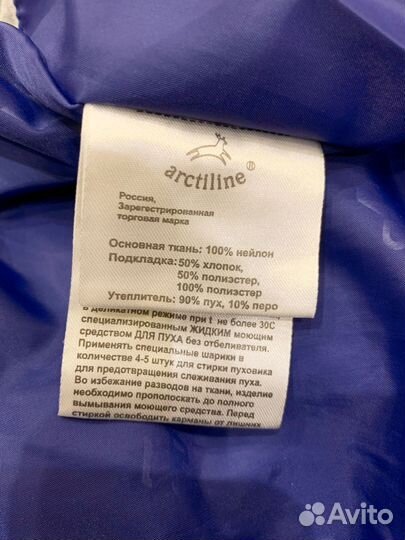 arctiline®
Россия,
Зарегестрированная
торговая марка
Основная ткань: 100% нейлон
Подкладка: 50% хлопок,
50% полиэстер,
100% полиэстер
Утеплитель: 90% пух, 10% перо
в деликатном режиме при t не более 30С
специализированным ЖИДКИМ моющим
средством ДЛЯ ПУХА без отбеливателя.
Применять специальные шарики в
количестве 4-5 штук для стирки пуховика
для предотвращения слеживания пуха.
Во избежание разводов на ткани, изделие
необходимо прополоскать до полного
вымывания моющего средства. Перед
стиркой освободить карманы от лишних
Avito